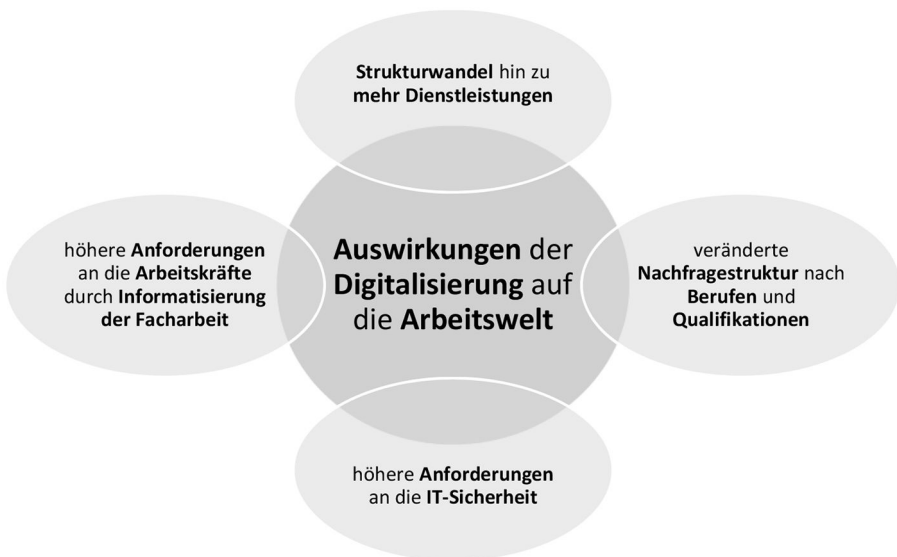 Strukturwandel hin zu
mehr Dienstleistungen
höhere Anforderungen
an die Arbeitskräfte
durch Informatisierung
der Facharbeit
Auswirkungen der
Digitalisierung auf
die Arbeitswelt
veränderte
Nachfragestruktur nach
Berufen und
Qualifikationen
höhere Anforderungen
an die IT-Sicherheit